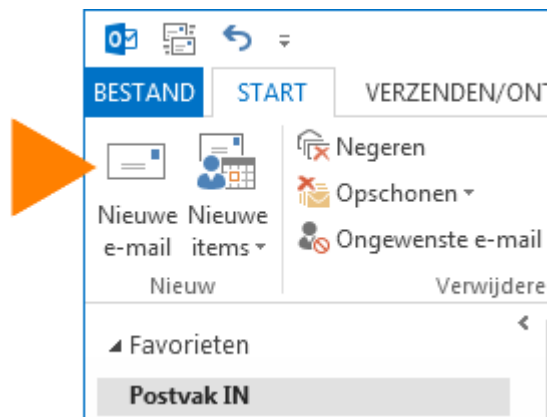 BESTAND START VERZENDEN/ONT
Nieuwe e-mail
Nieuwe items
Negeren
Opschonen
Ongewenste e-mail
Nieuw
Verwijdere
Favorieten
Postvak IN